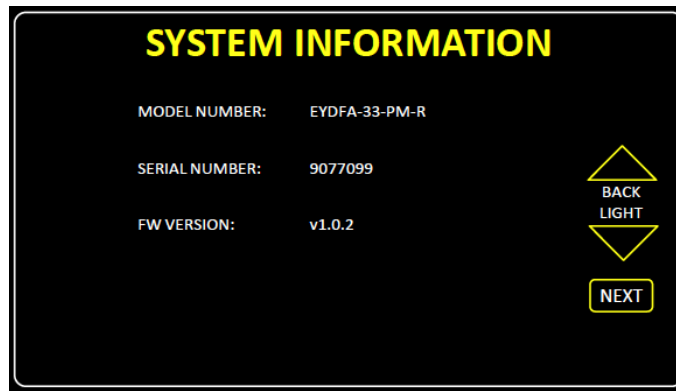 SYSTEM INFORMATION
MODEL NUMBER: EYDFA-33-PM-R
SERIAL NUMBER: 9077099
FW VERSION: v1.0.2
BACK
LIGHT
NEXT